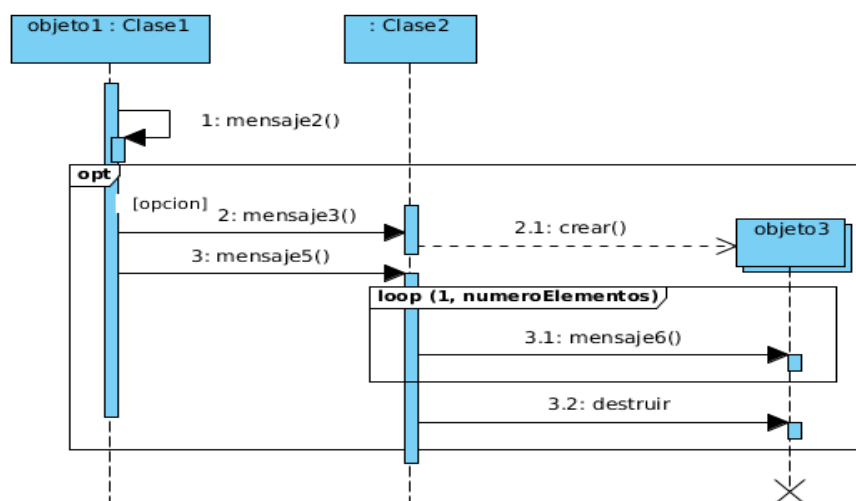 objeto1 : Clase1
: Clase2
1: mensaje2()
opt
[opcion]
2: mensaje3()
2.1: crear()
objeto3
3: mensaje5()
loop (1, numeroElementos)
3.1: mensaje6()
3.2: destruir